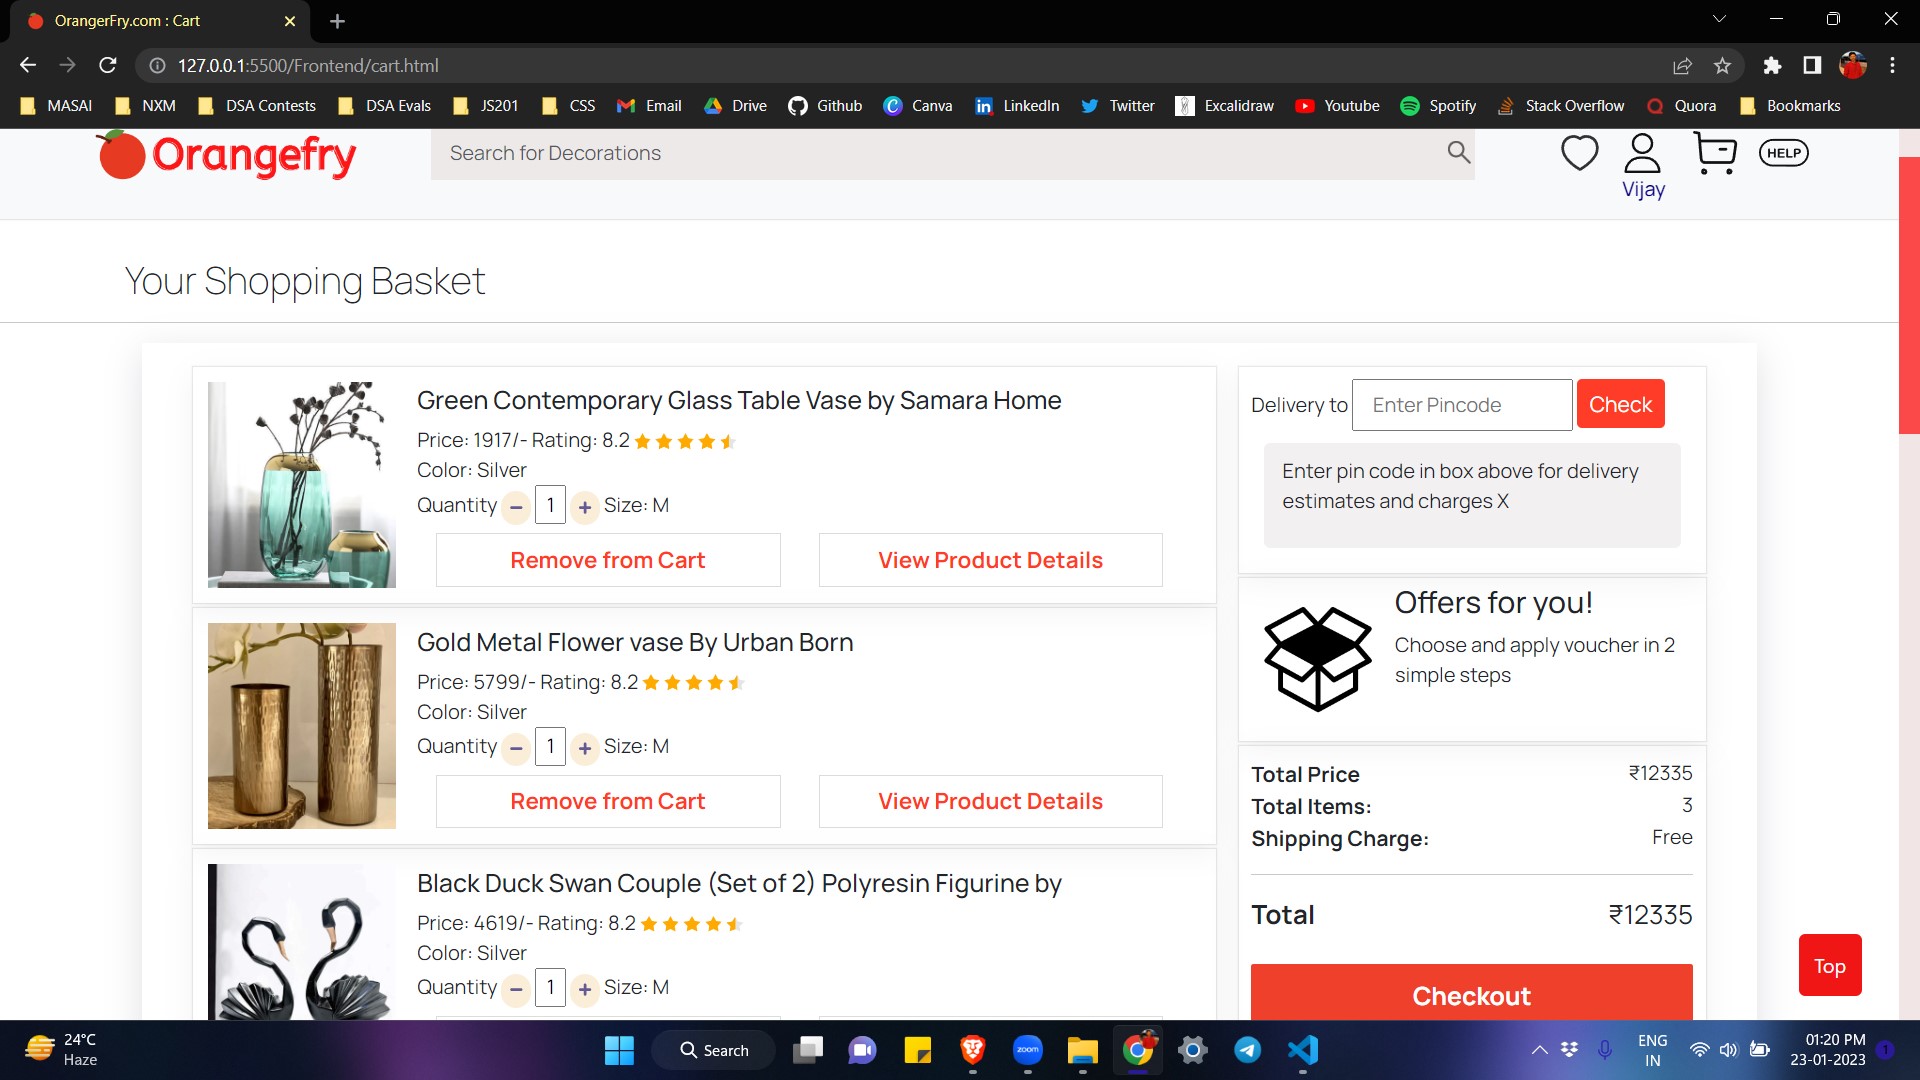 OrangerFry.com : Cart
127.0.0.1:5500/Frontend/cart.html
MASAI NXM DSA Contests DSA Evals JS201 CSS Email Drive Github Canva LinkedIn Twitter Excalidraw Youtube Spotify Stack Overflow Quora Bookmarks
Orangefry
Search for Decorations
HELP
Vijay
Your Shopping Basket
Green Contemporary Glass Table Vase by Samara Home
Price: 1917/- Rating: 8.2
Color: Silver
Quantity − 1 + Size: M
Remove from Cart View Product Details
Gold Metal Flower vase By Urban Born
Price: 5799/- Rating: 8.2
Color: Silver
Quantity − 1 + Size: M
Remove from Cart View Product Details
Black Duck Swan Couple (Set of 2) Polyresin Figurine by
Price: 4619/- Rating: 8.2
Color: Silver
Quantity − 1 + Size: M
Delivery to Enter Pincode Check
Enter pin code in box above for delivery
estimates and charges X
Offers for you!
Choose and apply voucher in 2
simple steps
Total Price ₹12335
Total Items: 3
Shipping Charge: Free
Total ₹12335
Checkout
Top
24°C
Haze
Search
zoom
ENG
IN
01:20 PM
23-01-2023
1